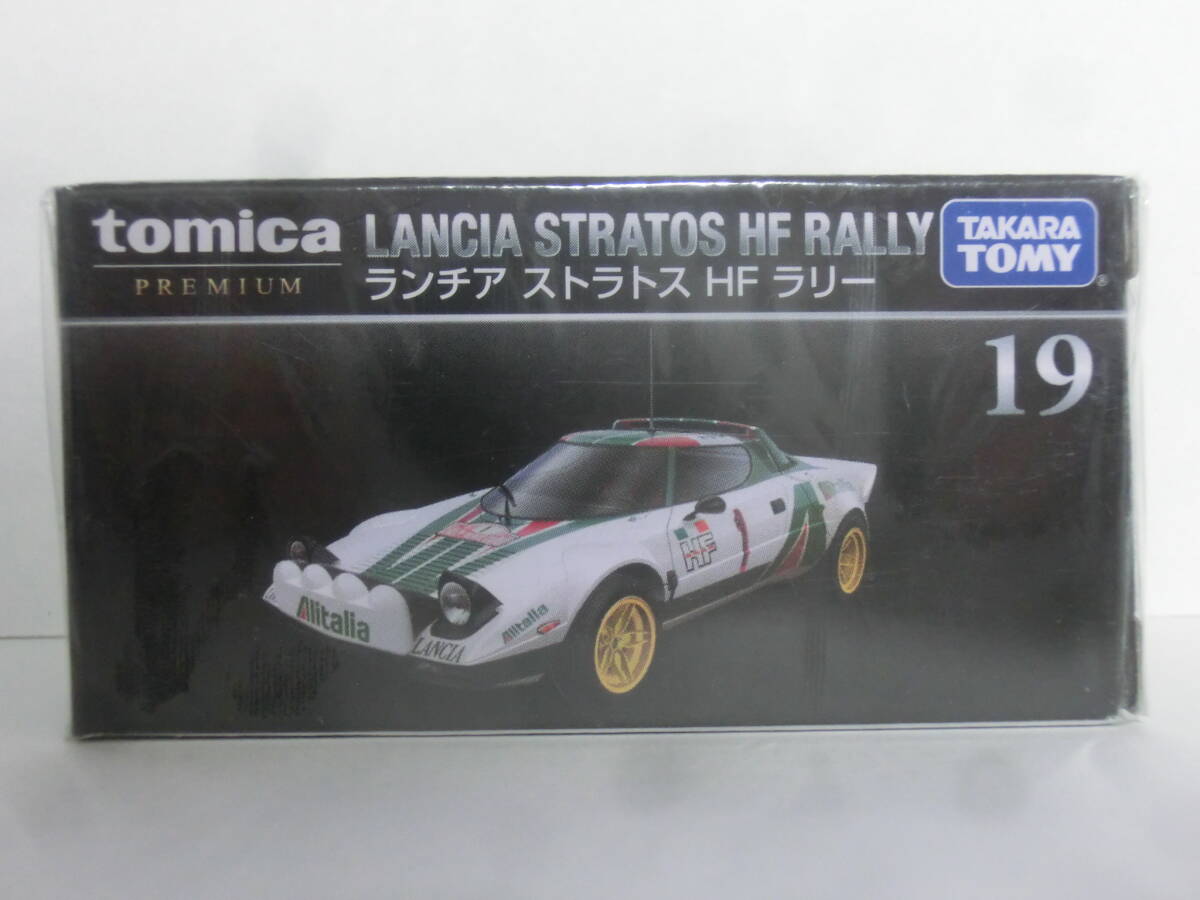 tomica
PREMIUM
LANCIA STRATOS HF RALLY
ランチア ストラトス HF ラリー
TAKARA
TOMY
®
19
HF
1
Alitalia
Alitalia
LANCIA